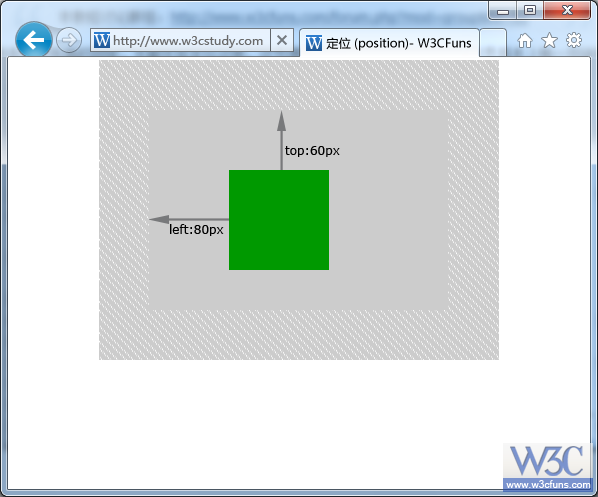 http://www.w3cstudy.com
定位 (position)- W3CFuns
top:60px
left:80px
W3C
www.w3cfuns.com